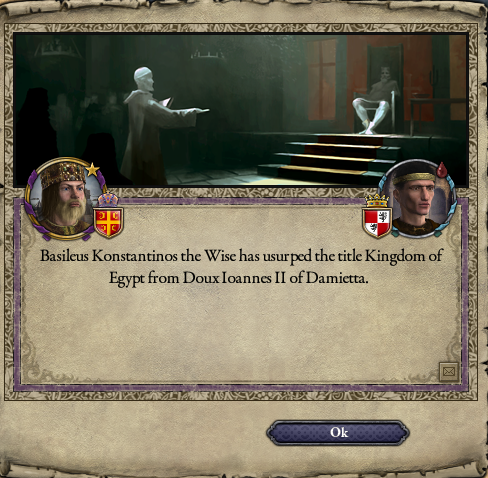 Basileus Konstantinos the Wise has usurped the title Kingdom of
Egypt from Doux Ioannes II of Damietta.
Ok